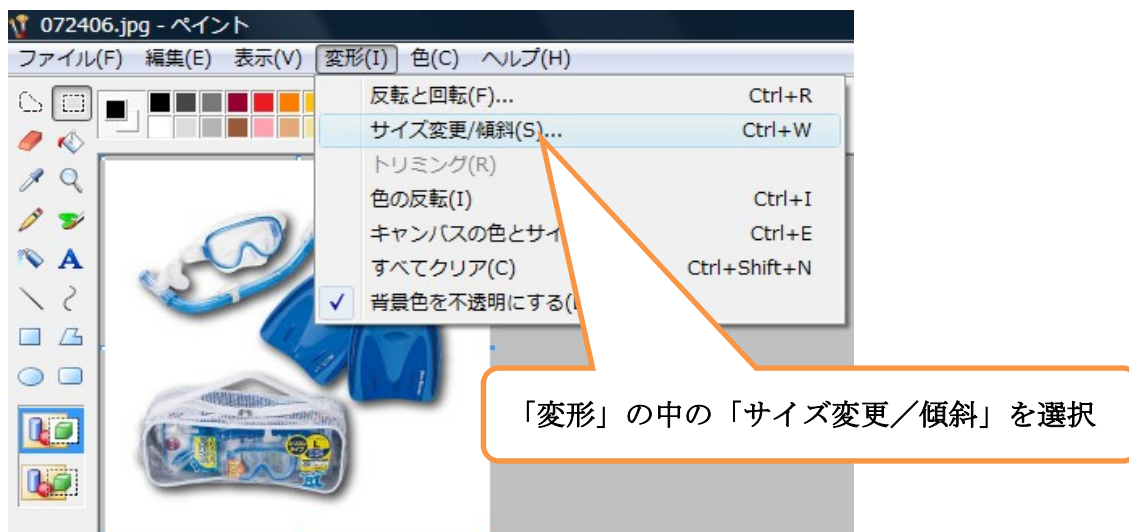 072406.jpg - ペイント
ファイル(F) 編集(E) 表示(V) 変形(I) 色(C) ヘルプ(H)
反転と回転(F)... Ctrl+R
サイズ変更/傾斜(S)... Ctrl+W
トリミング(R)
色の反転(I) Ctrl+I
キャンバスの色とサイ Ctrl+E
すべてクリア(C) Ctrl+Shift+N
背景色を不透明にする(
A
「変形」の中の「サイズ変更／傾斜」を選択
L